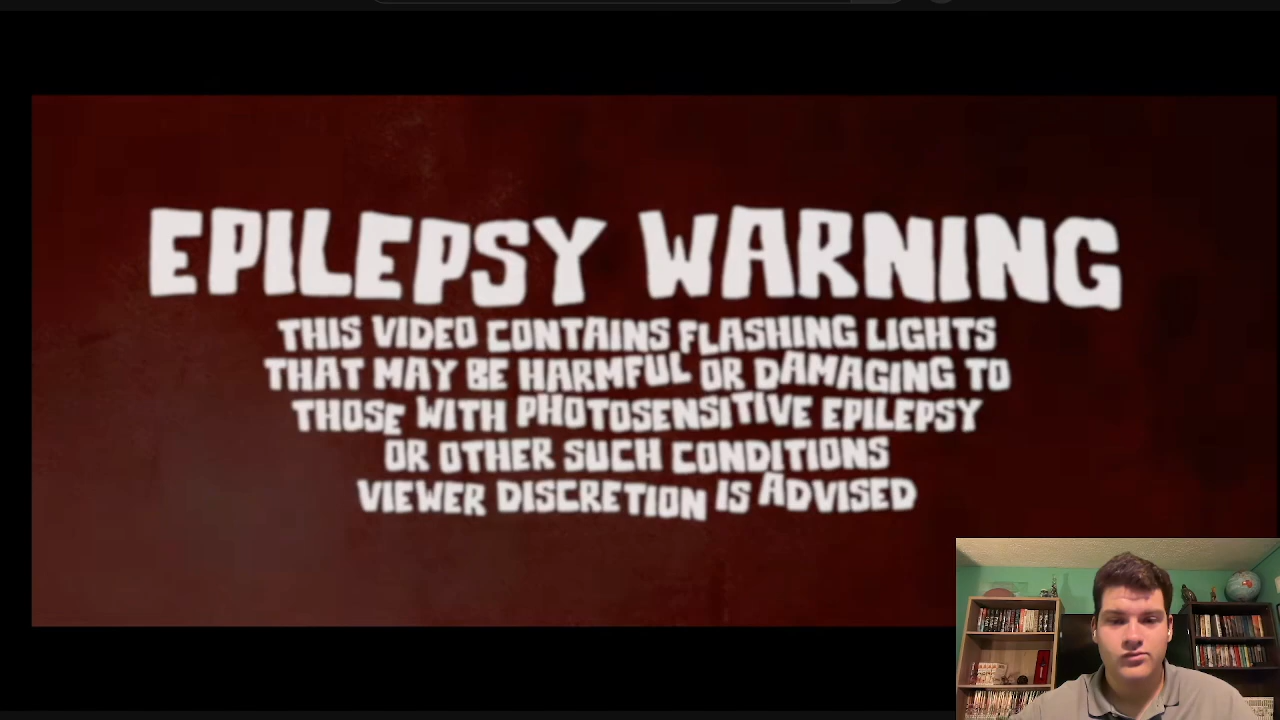 EPILEPSY WARNING
THIS VIDEO CONTAINS FLASHING LIGHTS
THAT MAY BE HARMFUL OR DAMAGING TO
THOSE WITH PHOTOSENSITIVE EPILEPSY
OR OTHER SUCH CONDITIONS
VIEWER DISCRETION IS ADVISED